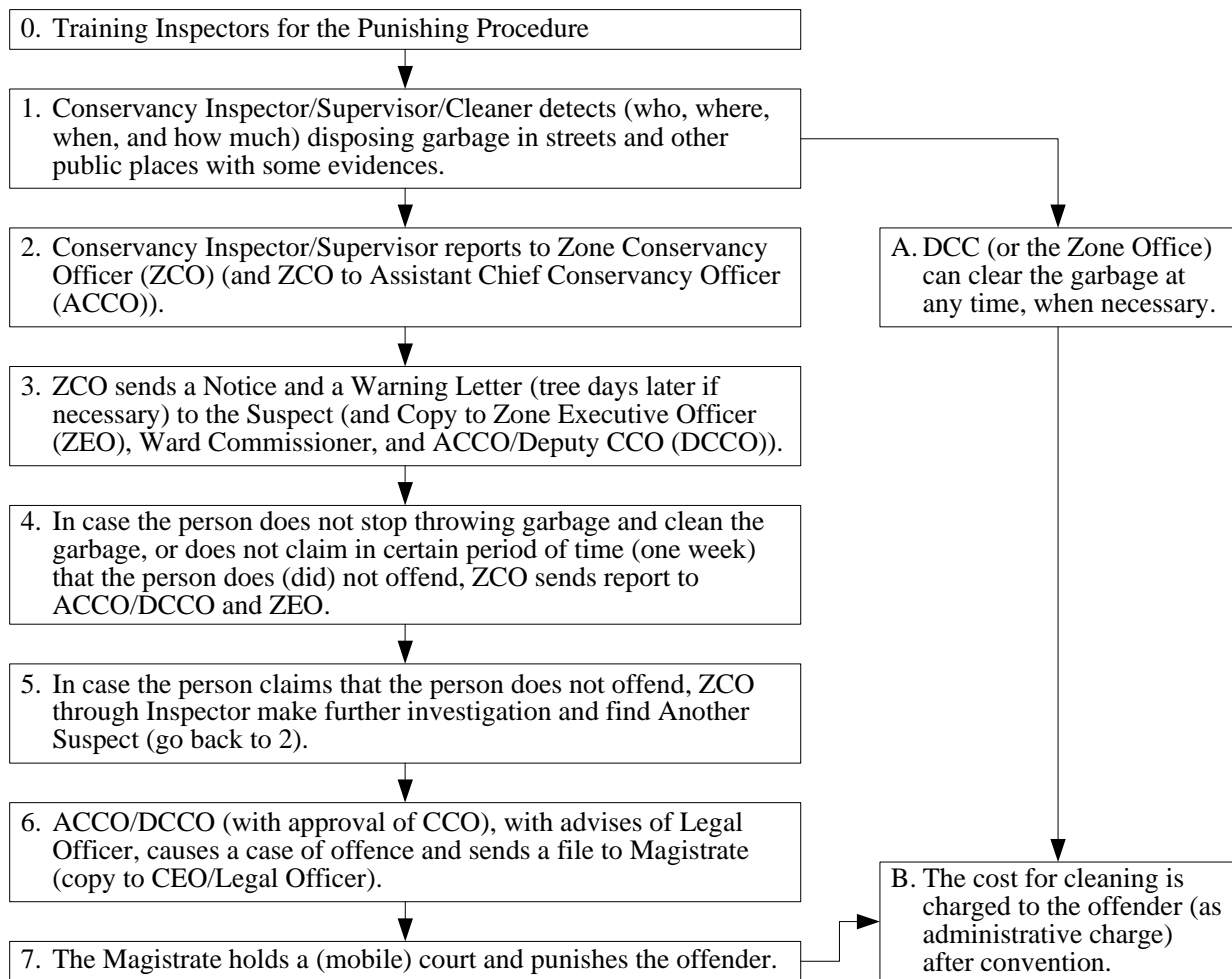 0. Training Inspectors for the Punishing Procedure
1. Conservancy Inspector/Supervisor/Cleaner detects (who, where,
when, and how much) disposing garbage in streets and other
public places with some evidences.
2. Conservancy Inspector/Supervisor reports to Zone Conservancy
Officer (ZCO) (and ZCO to Assistant Chief Conservancy Officer
(ACCO)).
A. DCC (or the Zone Office)
can clear the garbage at
any time, when necessary.
3. ZCO sends a Notice and a Warning Letter (tree days later if
necessary) to the Suspect (and Copy to Zone Executive Officer
(ZEO), Ward Commissioner, and ACCO/Deputy CCO (DCCO)).
4. In case the person does not stop throwing garbage and clean the
garbage, or does not claim in certain period of time (one week)
that the person does (did) not offend, ZCO sends report to
ACCO/DCCO and ZEO.
5. In case the person claims that the person does not offend, ZCO
through Inspector make further investigation and find Another
Suspect (go back to 2).
6. ACCO/DCCO (with approval of CCO), with advises of Legal
Officer, causes a case of offence and sends a file to Magistrate
(copy to CEO/Legal Officer).
7. The Magistrate holds a (mobile) court and punishes the offender.
B. The cost for cleaning is
charged to the offender (as
administrative charge)
after convention.